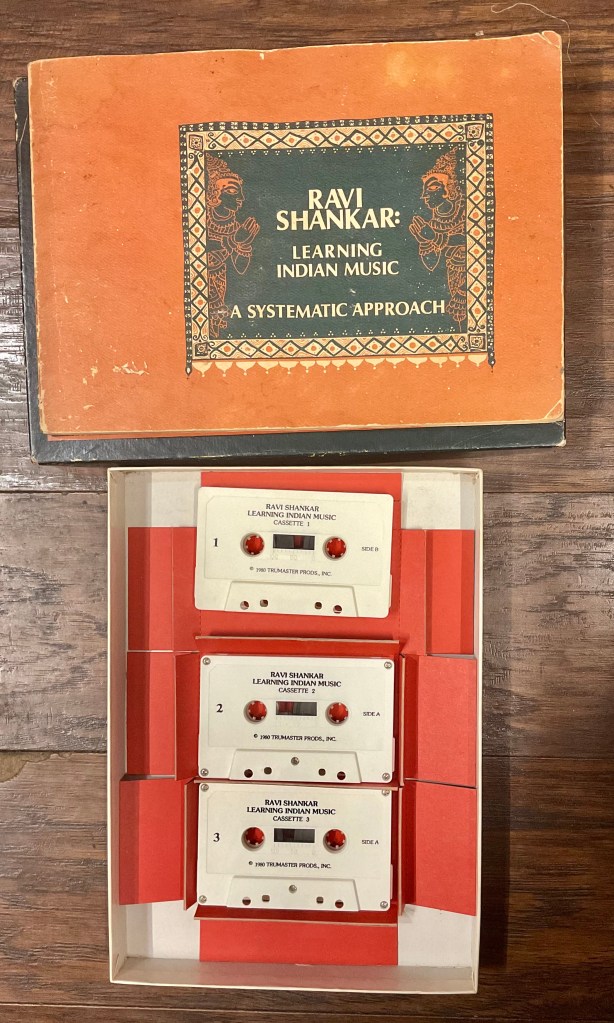 RAVI
SHANKAR:
LEARNING
INDIAN MUSIC
A SYSTEMATIC APPROACH
RAVI SHANKAR
LEARNING INDIAN MUSIC
CASSETTE 1
1
SIDE B
℗ 1980 TRUMASTER PRODS., INC.
RAVI SHANKAR
LEARNING INDIAN MUSIC
CASSETTE 2
2
SIDE A
℗ 1980 TRUMASTER PRODS., INC.
RAVI SHANKAR
LEARNING INDIAN MUSIC
CASSETTE 3
3
SIDE A
℗ 1980 TRUMASTER PRODS., INC.